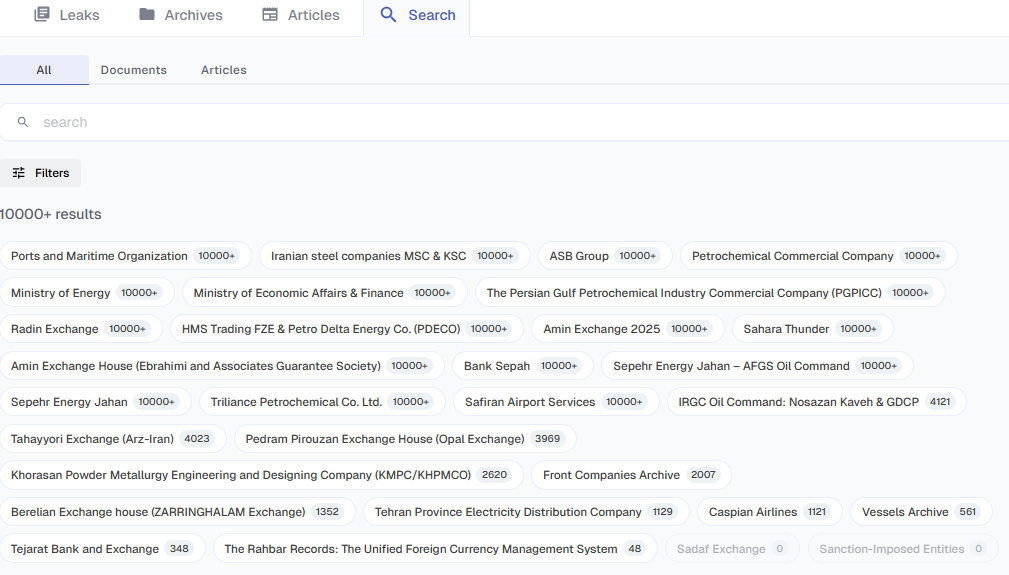 Leaks Archives Articles Search
All Documents Articles
search
Filters
10000+ results
Ports and Maritime Organization 10000+ Iranian steel companies MSC & KSC 10000+ ASB Group 10000+ Petrochemical Commercial Company 10000+
Ministry of Energy 10000+ Ministry of Economic Affairs & Finance 10000+ The Persian Gulf Petrochemical Industry Commercial Company (PGPICC) 10000+
Radin Exchange 10000+ HMS Trading FZE & Petro Delta Energy Co. (PDECO) 10000+ Amin Exchange 2025 10000+ Sahara Thunder 10000+
Amin Exchange House (Ebrahimi and Associates Guarantee Society) 10000+ Bank Sepah 10000+ Sepehr Energy Jahan – AFGS Oil Command 10000+
Sepehr Energy Jahan 10000+ Triliance Petrochemical Co. Ltd. 10000+ Safiran Airport Services 10000+ IRGC Oil Command: Nosazan Kaveh & GDCP 4121
Tahayyori Exchange (Arz-Iran) 4023 Pedram Pirouzan Exchange House (Opal Exchange) 3969
Khorasan Powder Metallurgy Engineering and Designing Company (KMPC/KHPMCO) 2620 Front Companies Archive 2007
Berelian Exchange house (ZARRINGHALAM Exchange) 1352 Tehran Province Electricity Distribution Company 1129 Caspian Airlines 1121 Vessels Archive 561
Tejarat Bank and Exchange 348 The Rahbar Records: The Unified Foreign Currency Management System 48 Sadaf Exchange 0 Sanction-Imposed Entities 0